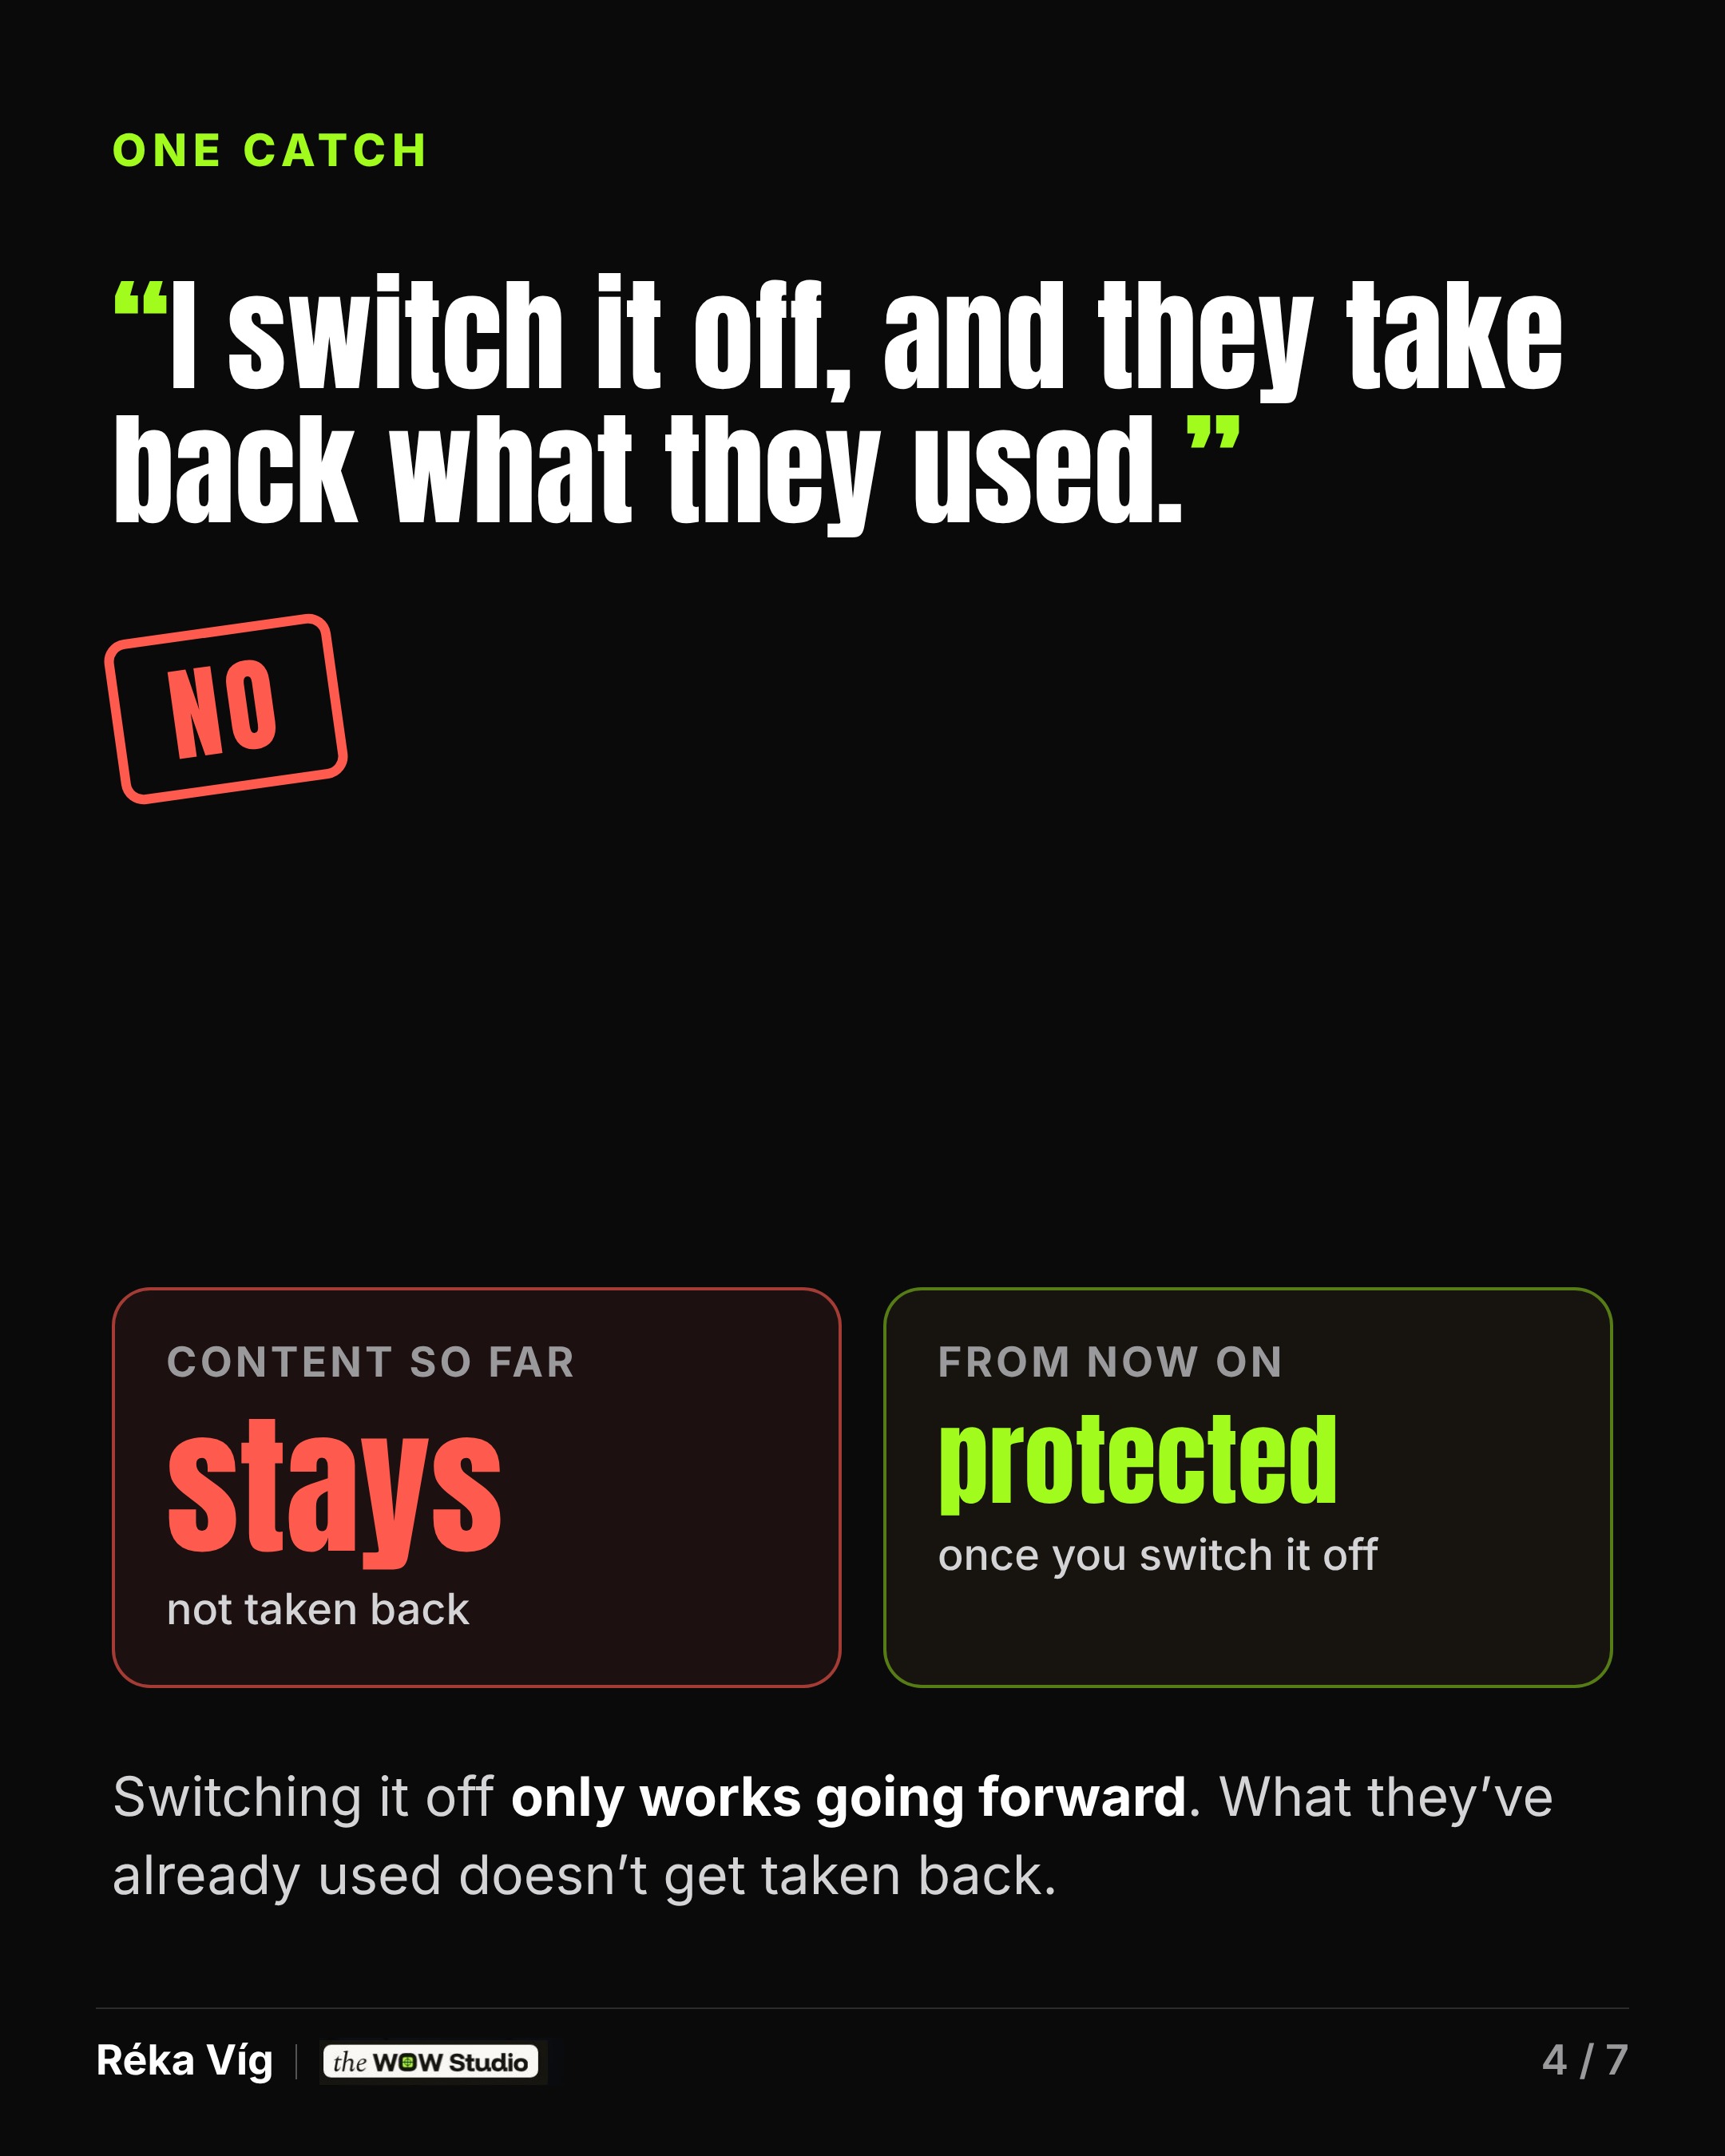 ONE CATCH
“I switch it off, and they take
back what they used.”
NO
CONTENT SO FAR
stays
not taken back
FROM NOW ON
protected
once you switch it off
Switching it off only works going forward. What they’ve
already used doesn’t get taken back.
Réka Víg | the WOW Studio
4 / 7